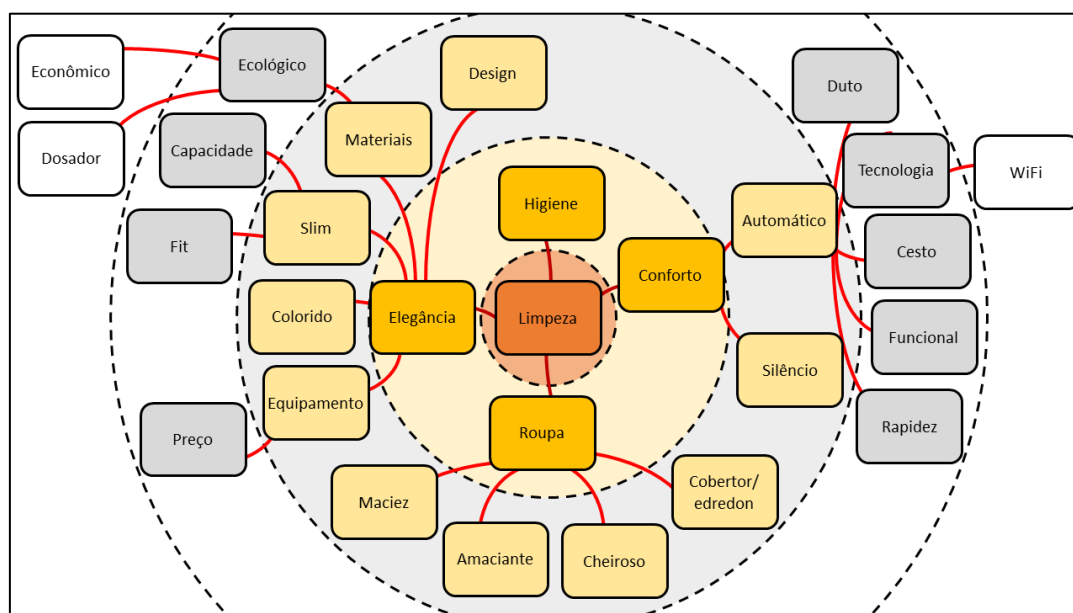 Econômico
Ecológico
Design
Duto
Dosador
Capacidade
Materiais
Tecnologia
WiFi
Higiene
Automático
Slim
Fit
Conforto
Cesto
Colorido
Elegância
Limpeza
Funcional
Silêncio
Equipamento
Preço
Roupa
Rapidez
Maciez
Cobertor/
edredon
Amaciante
Cheiroso